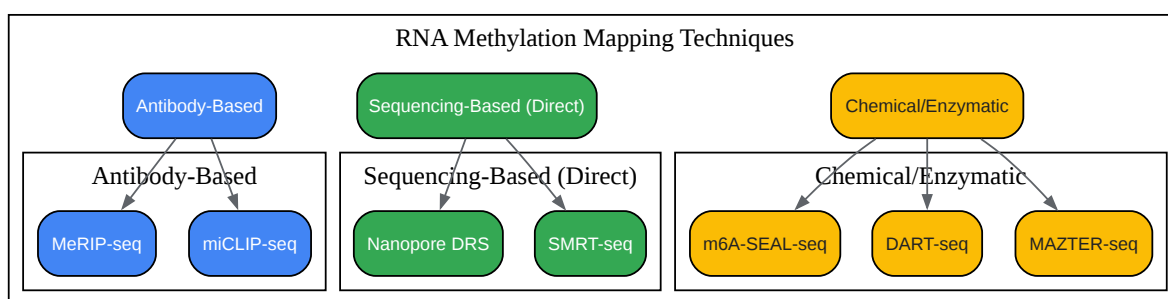 RNA Methylation Mapping Techniques
Antibody-Based
Sequencing-Based (Direct)
Chemical/Enzymatic
Antibody-Based
Sequencing-Based (Direct)
Chemical/Enzymatic
MeRIP-seq
miCLIP-seq
Nanopore DRS
SMRT-seq
m6A-SEAL-seq
DART-seq
MAZTER-seq